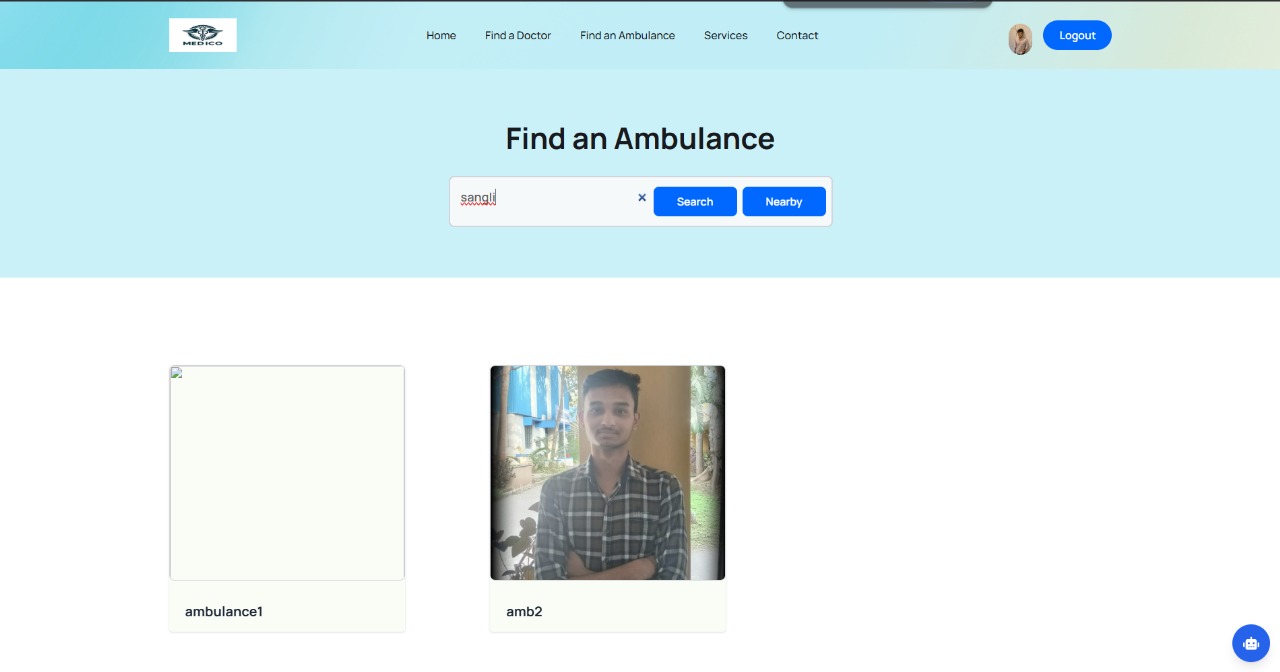 MEDICO
Home Find a Doctor Find an Ambulance Services Contact
Logout
Find an Ambulance
sangli × Search Nearby
ambulance1 amb2